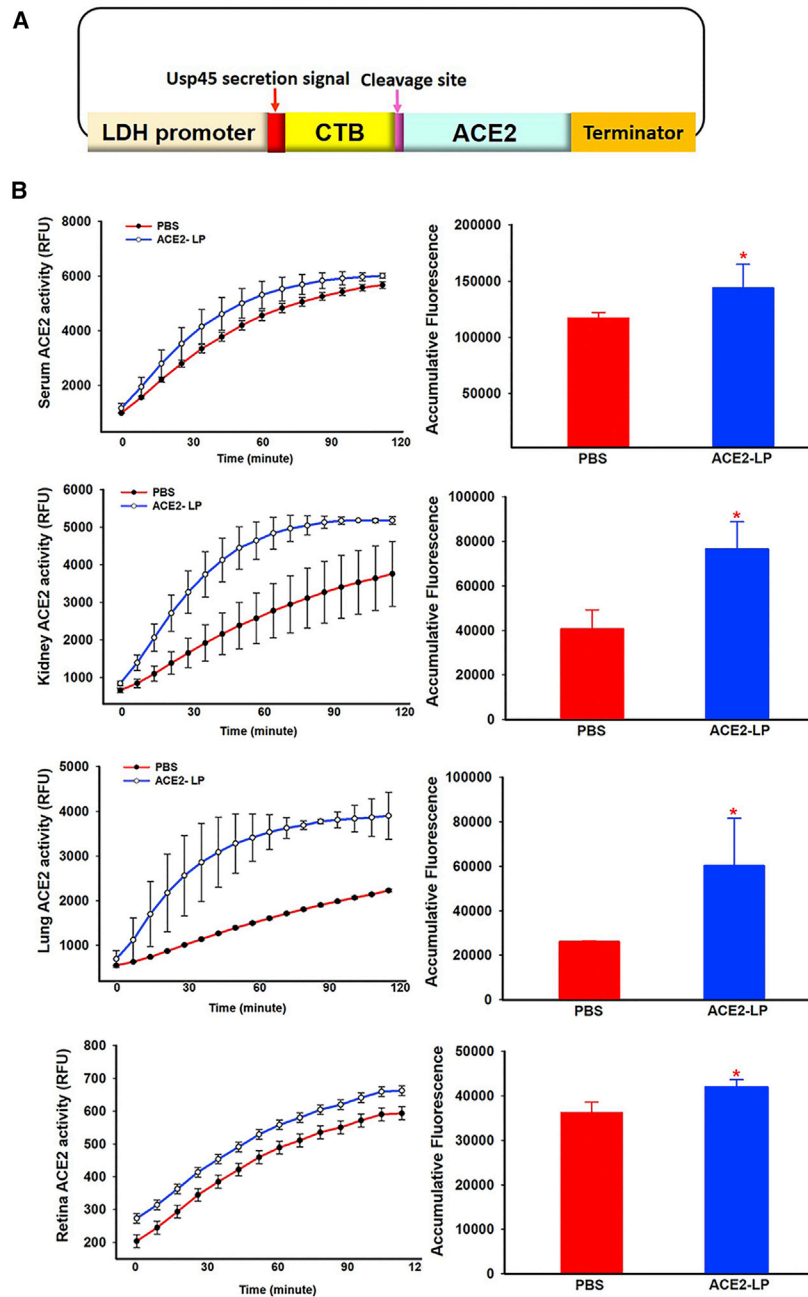 A
Usp45 secretion signal Cleavage site
LDH promoter CTB ACE2 Terminator
B
Serum ACE2 activity (RFU)
8000
6000
4000
2000
PBS
ACE2- LP
0 30 60 90 120
Time (minute)
Accumulative Fluorescence
200000
150000
100000
50000
*
PBS ACE2-LP
Kidney ACE2 activity (RFU)
6000
5000
4000
3000
2000
1000
PBS
ACE2- LP
0 30 60 90 120
Time (minute)
Accumulative Fluorescence
100000
80000
60000
40000
20000
0
*
PBS ACE2-LP
Lung ACE2 activity (RFU)
5000
4000
3000
2000
1000
PBS
ACE2- LP
0 30 60 90 120
Time (minute)
Accumulative Fluorescence
100000
80000
60000
40000
20000
0
*
PBS ACE2-LP
Retina ACE2 activity (RFU)
800
700
600
500
400
300
200
0 30 60 90 12
Time (minute)
Accumulative Fluorescence
50000
40000
30000
20000
10000
0
*
PBS ACE2-LP